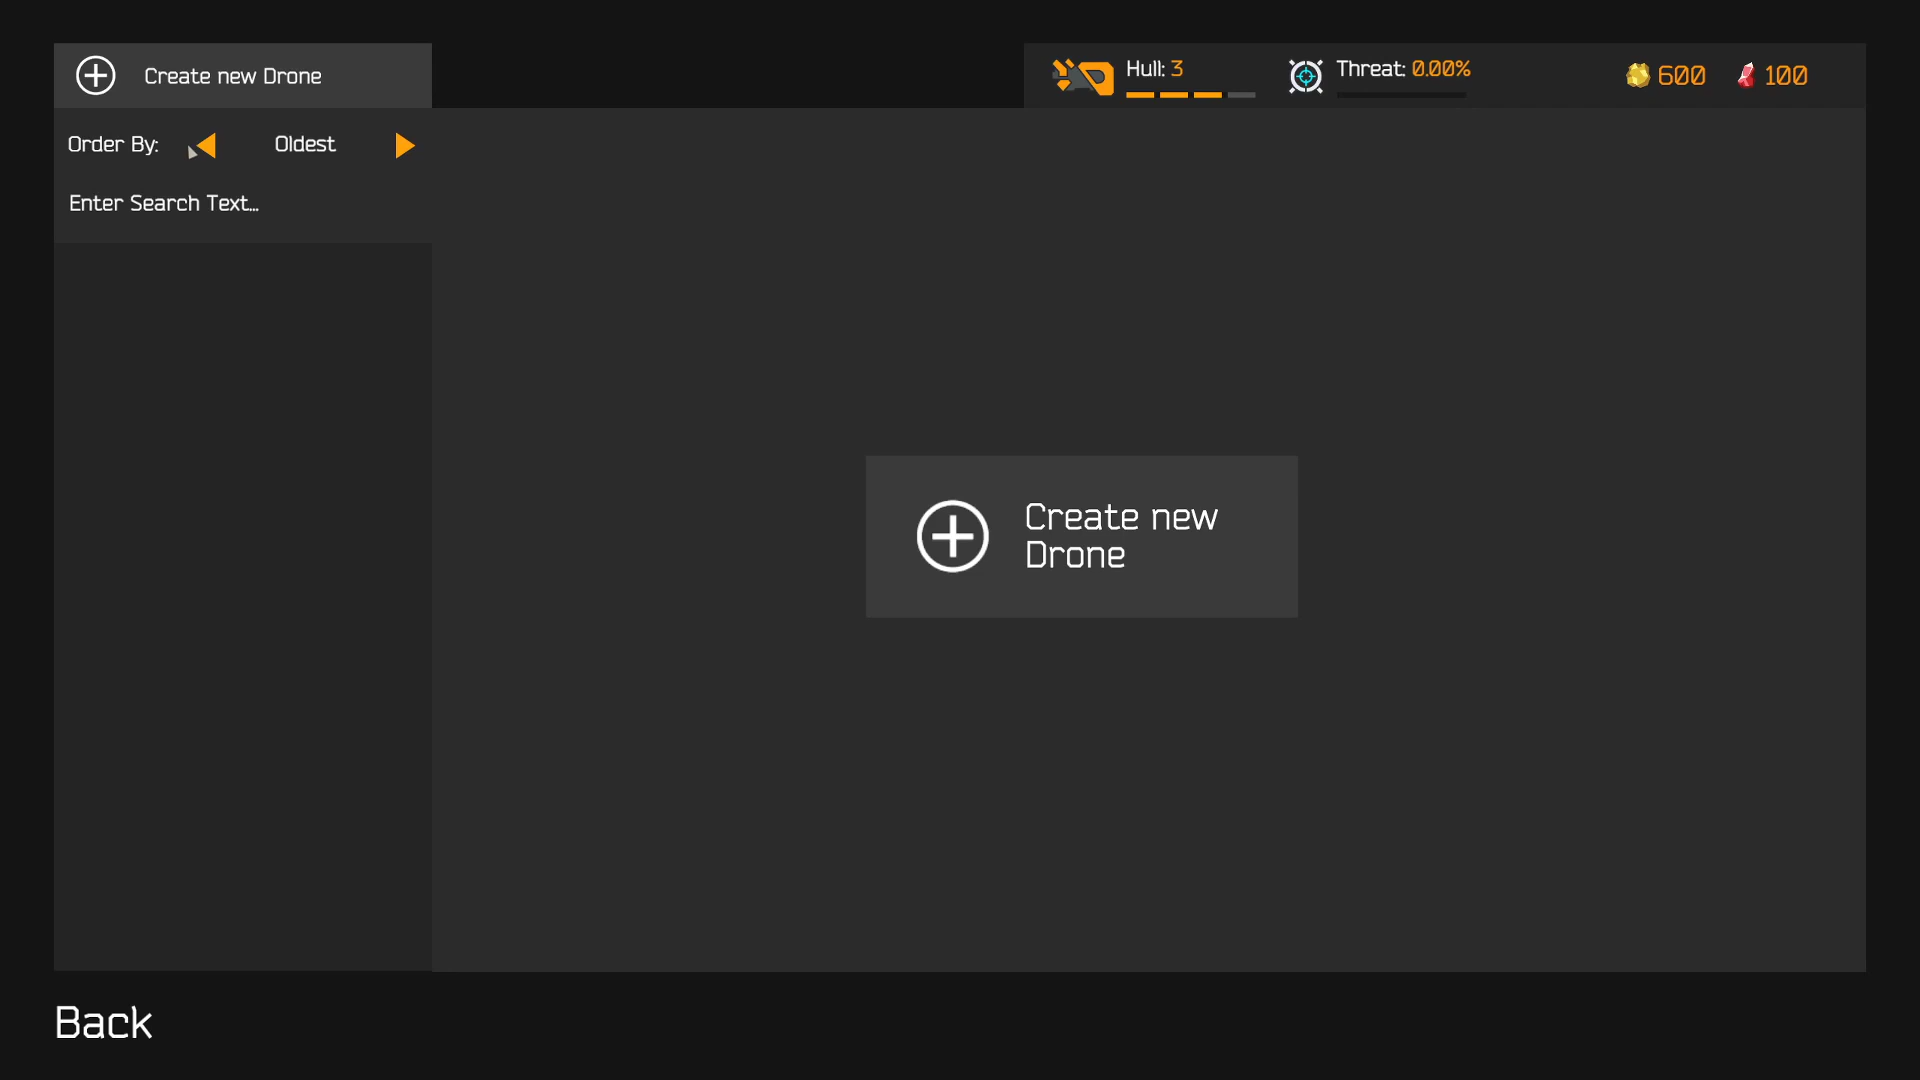 Create new Drone
Hull: 3
Threat: 0.00%
600
100
Order By:
Oldest
Enter Search Text...
Create new
Drone
Back